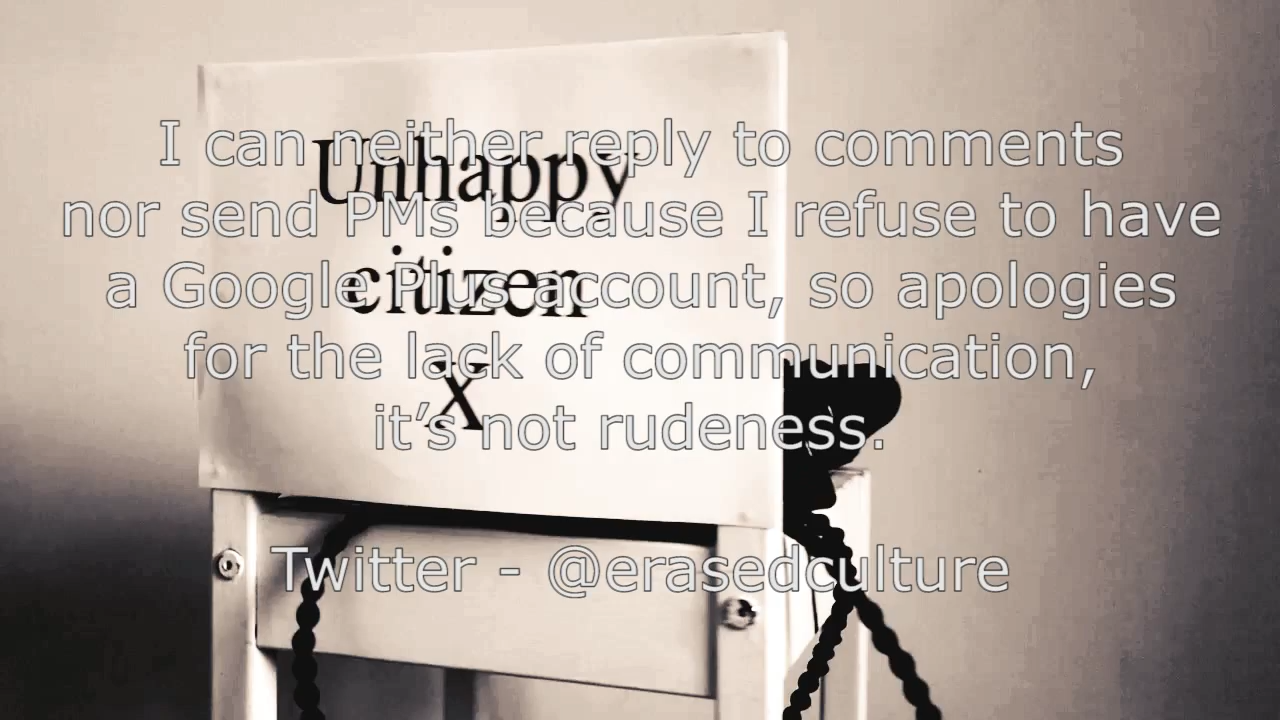 I can neither reply to comments
nor send PMs because I refuse to have
a Google Plus account, so apologies
for the lack of communication,
it’s not rudeness.
Twitter - @erasedculture
Unhappy
citizen
x